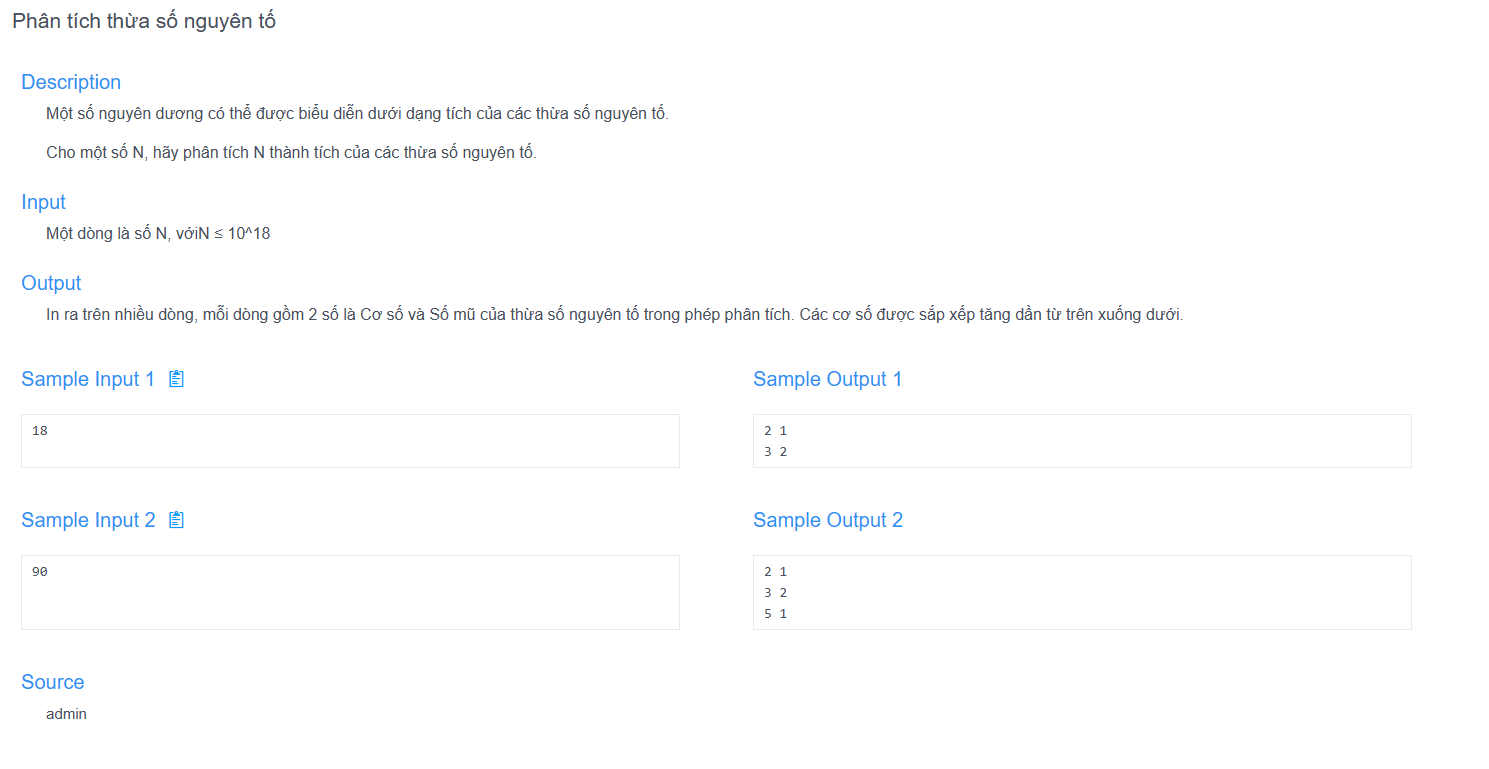 Phân tích thừa số nguyên tố
Description
Một số nguyên dương có thể được biểu diễn dưới dạng tích của các thừa số nguyên tố.
Cho một số N, hãy phân tích N thành tích của các thừa số nguyên tố.
Input
Một dòng là số N, vớiN ≤ 10^18
Output
In ra trên nhiều dòng, mỗi dòng gồm 2 số là Cơ số và Số mũ của thừa số nguyên tố trong phép phân tích. Các cơ số được sắp xếp tăng dần từ trên xuống dưới.
Sample Input 1
18
Sample Output 1
2 1
3 2
Sample Input 2
90
Sample Output 2
2 1
3 2
5 1
Source
admin